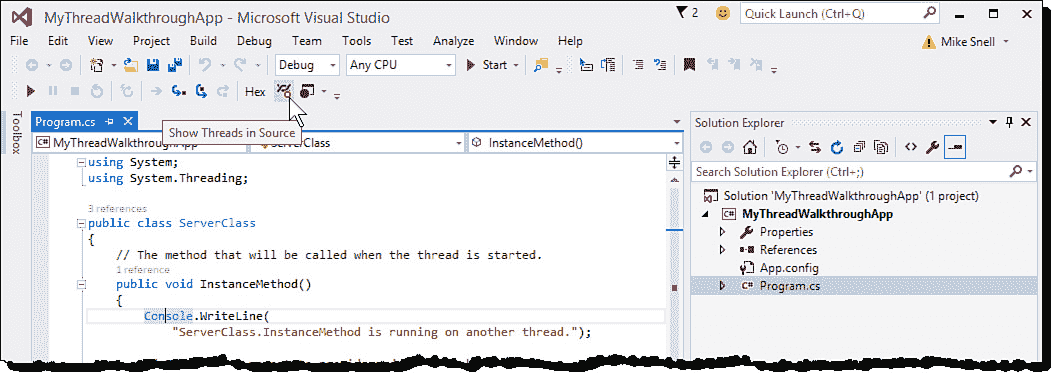 MyThreadWalkthroughApp - Microsoft Visual Studio
2
Quick Launch (Ctrl+Q)
File Edit View Project Build Debug Team Tools Test Analyze Window Help
Mike Snell
Debug Any CPU Start
Hex
Toolbox
Program.cs
Show Threads in Source
MyThreadWalkthroughApp ServerClass InstanceMethod()
using System;
using System.Threading;
3 references
public class ServerClass
{
// The method that will be called when the thread is started.
1 reference
public void InstanceMethod()
{
Console.WriteLine(
"ServerClass.InstanceMethod is running on another thread.");
Solution Explorer
Search Solution Explorer (Ctrl+;)
Solution 'MyThreadWalkthroughApp' (1 project)
C# MyThreadWalkthroughApp
Properties
References
App.config
C# Program.cs